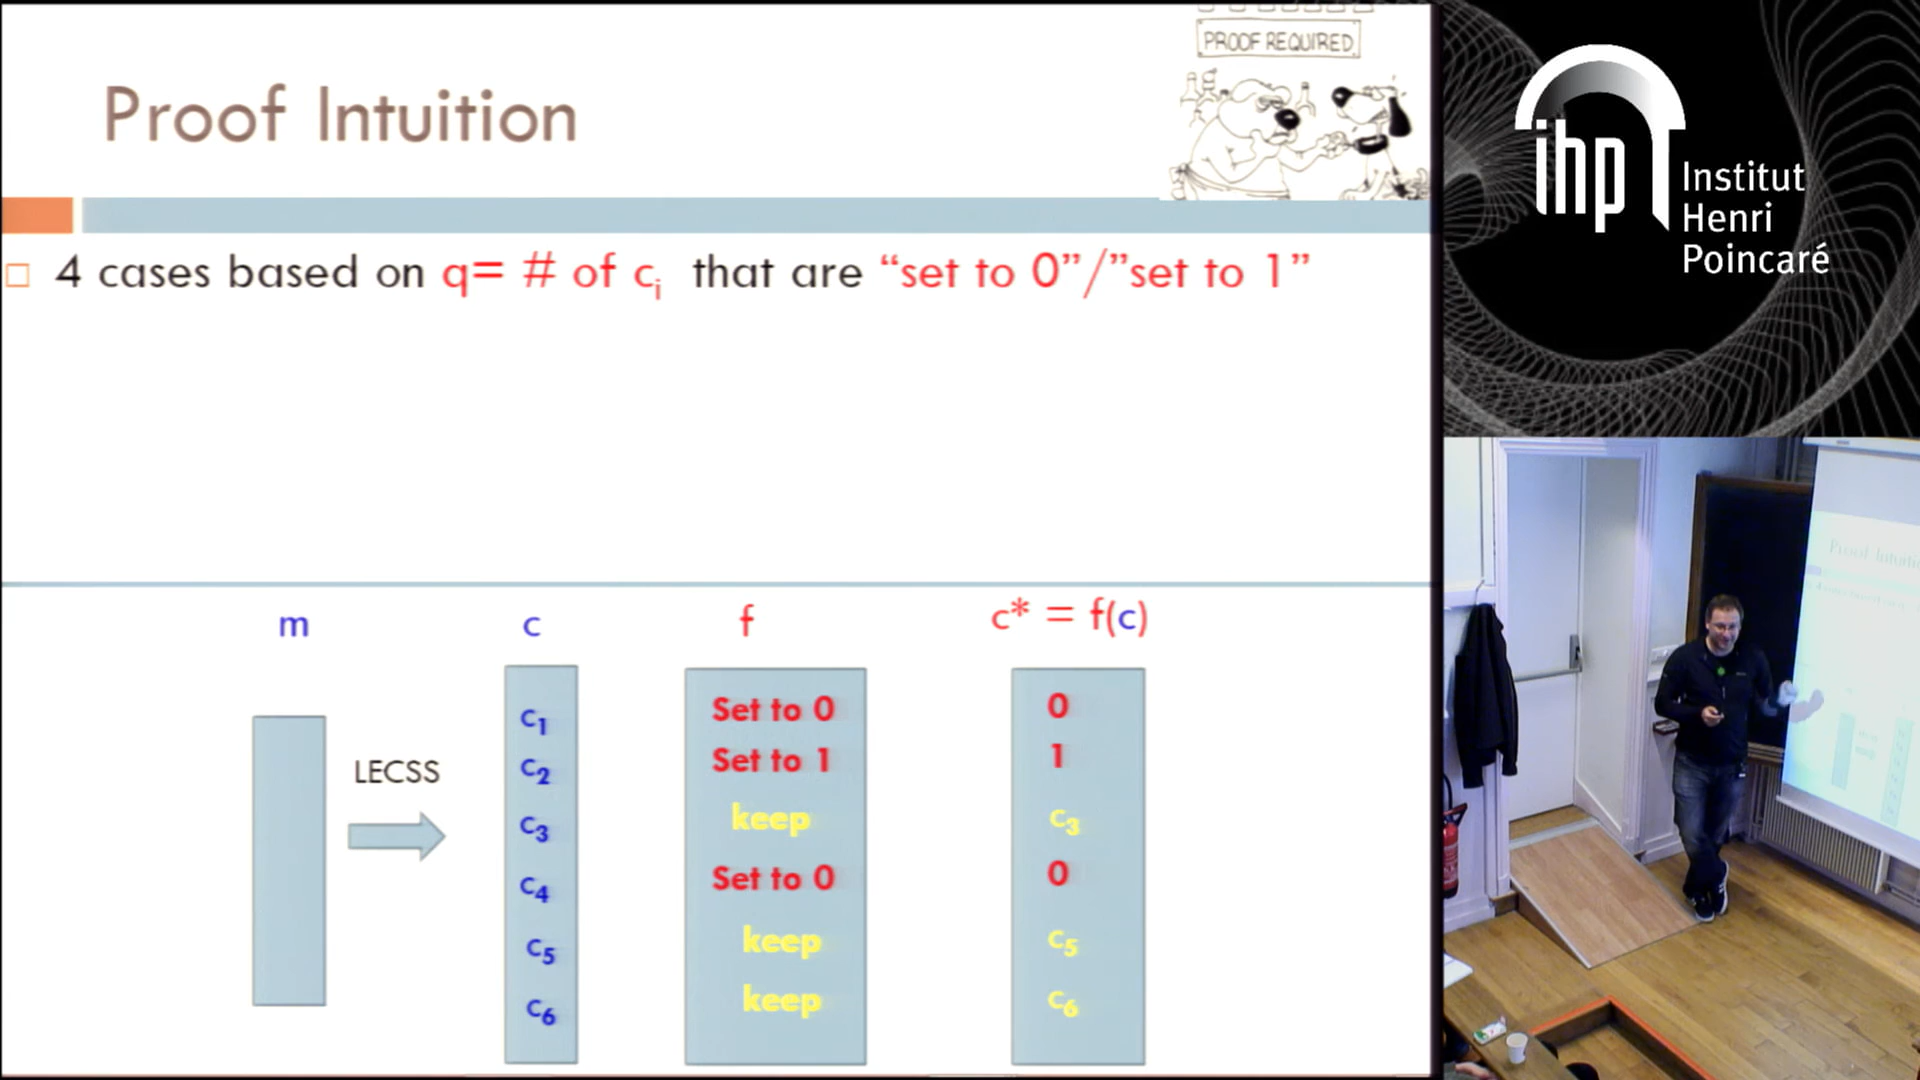 PROOF REQUIRED
Proof Intuition
4 cases based on q= # of ci that are “set to 0”/”set to 1”
m
c
f
c* = f(c)
LECSS
c1
c2
c3
c4
c5
c6
Set to 0
Set to 1
keep
Set to 0
keep
keep
0
1
c3
0
c5
c6
ihp
Institut
Henri
Poincaré
Proof Intuiti